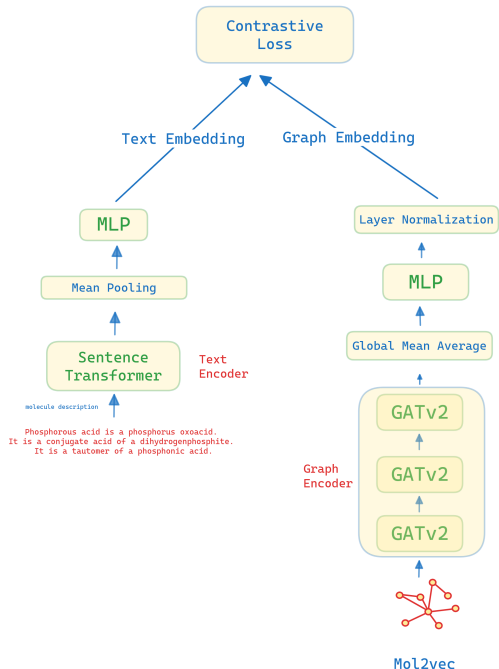 Contrastive
Loss
Text Embedding
Graph Embedding
MLP
Layer Normalization
Mean Pooling
MLP
Sentence
Transformer
Text
Encoder
Global Mean Average
molecule description
Phosphorous acid is a phosphorus oxoacid.
It is a conjugate acid of a dihydrogenphosphite.
It is a tautomer of a phosphonic acid.
GATv2
Graph
Encoder
GATv2
GATv2
Mol2vec